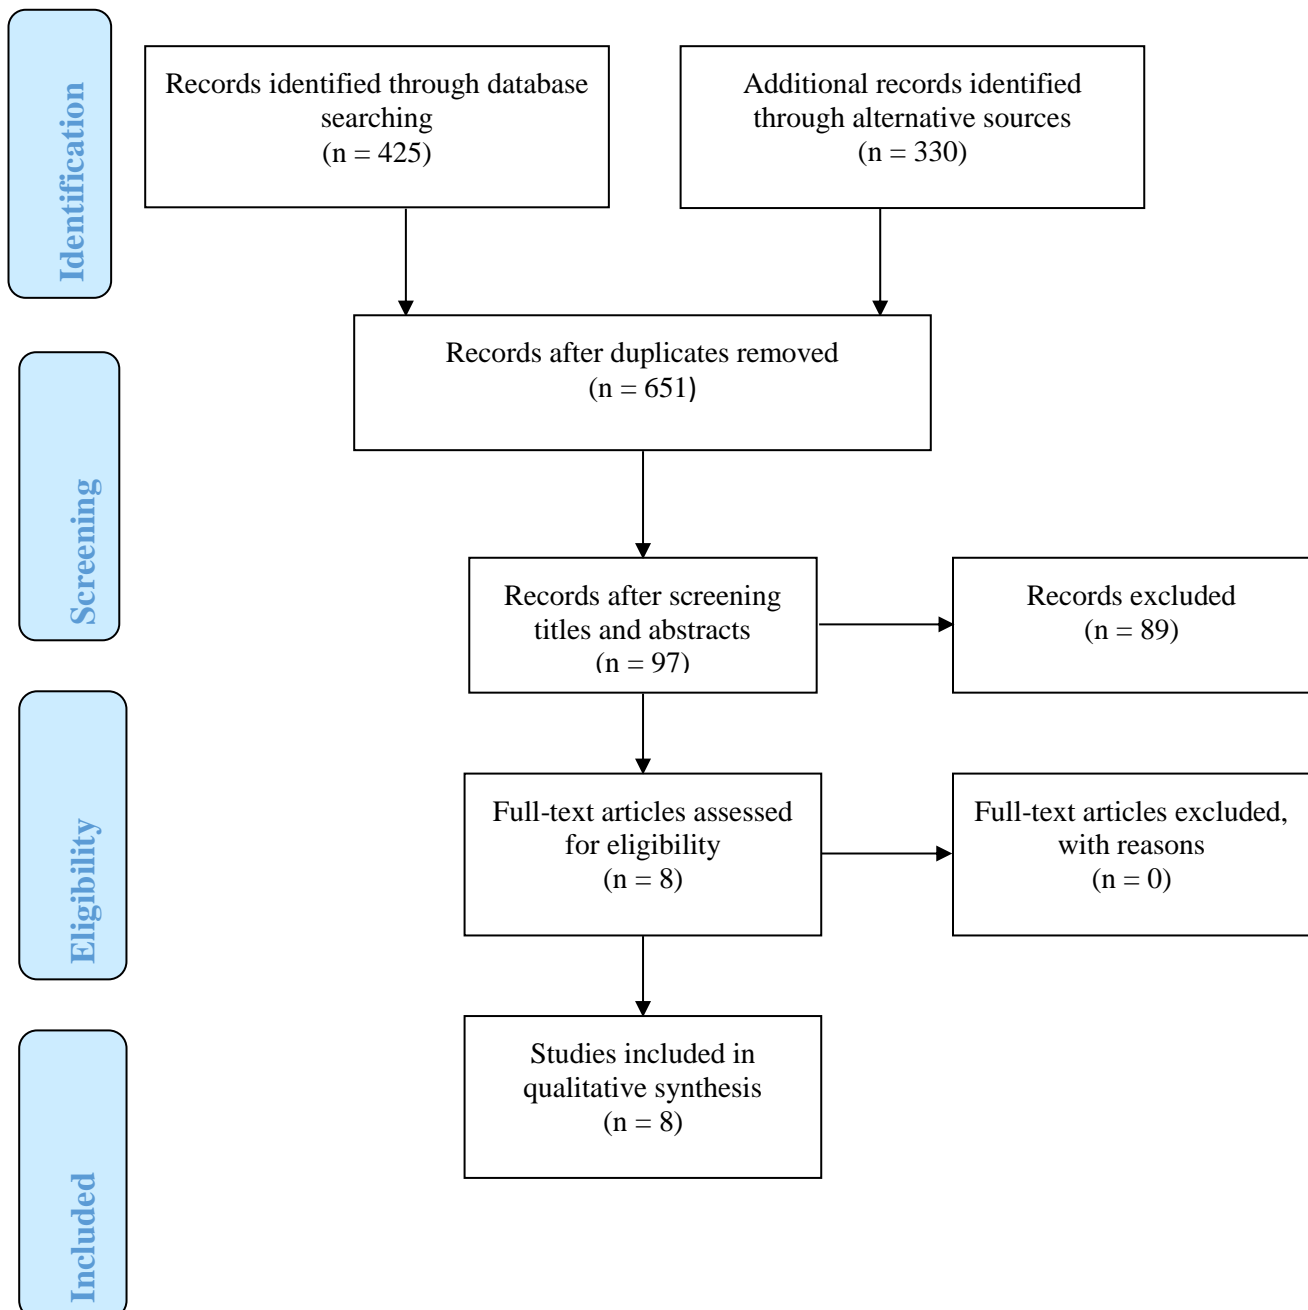 Identification
Records identified through database
searching
(n = 425)
Additional records identified
through alternative sources
(n = 330)
Records after duplicates removed
(n = 651)
Screening
Records after screening
titles and abstracts
(n = 97)
Records excluded
(n = 89)
Eligibility
Full-text articles assessed
for eligibility
(n = 8)
Full-text articles excluded,
with reasons
(n = 0)
Included
Studies included in
qualitative synthesis
(n = 8)